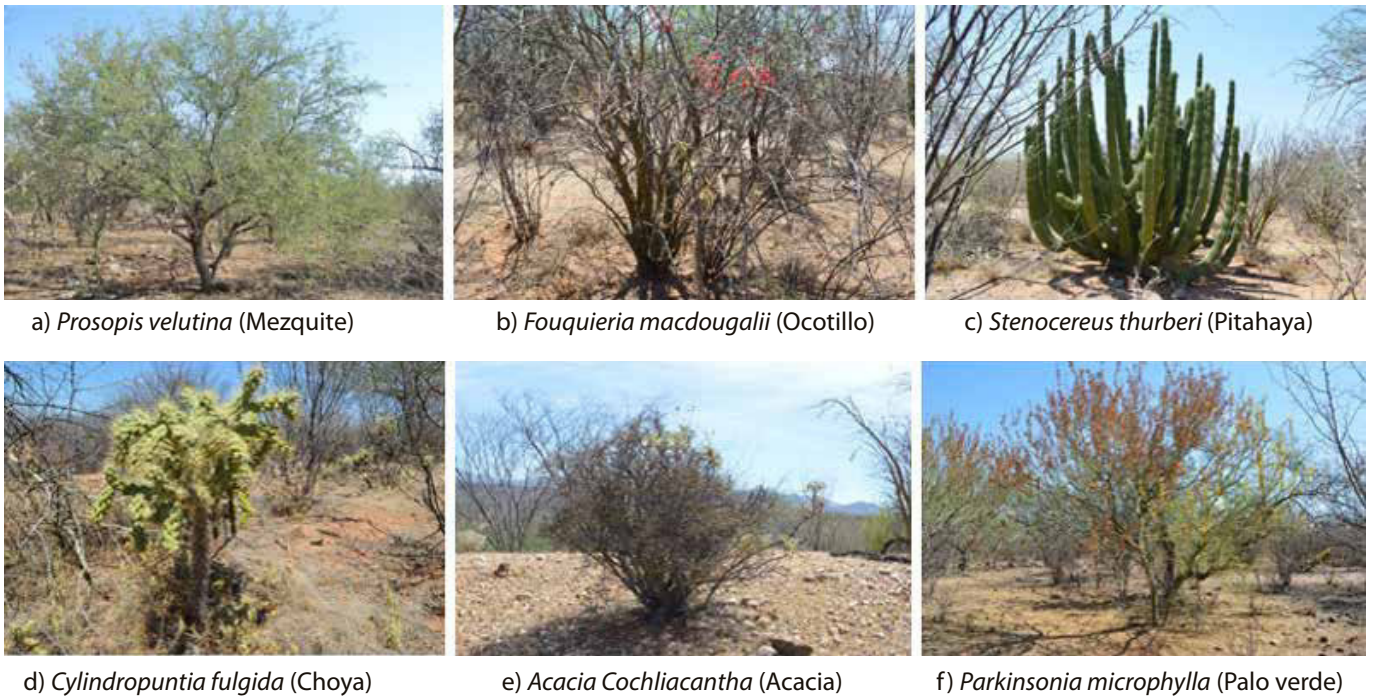 a) Prosopis velutina (Mezquite)
b) Fouquieria macdougalii (Ocotillo)
c) Stenocereus thurberi (Pitahaya)
d) Cylindropuntia fulgida (Choya)
e) Acacia Cochliacantha (Acacia)
f) Parkinsonia microphylla (Palo verde)